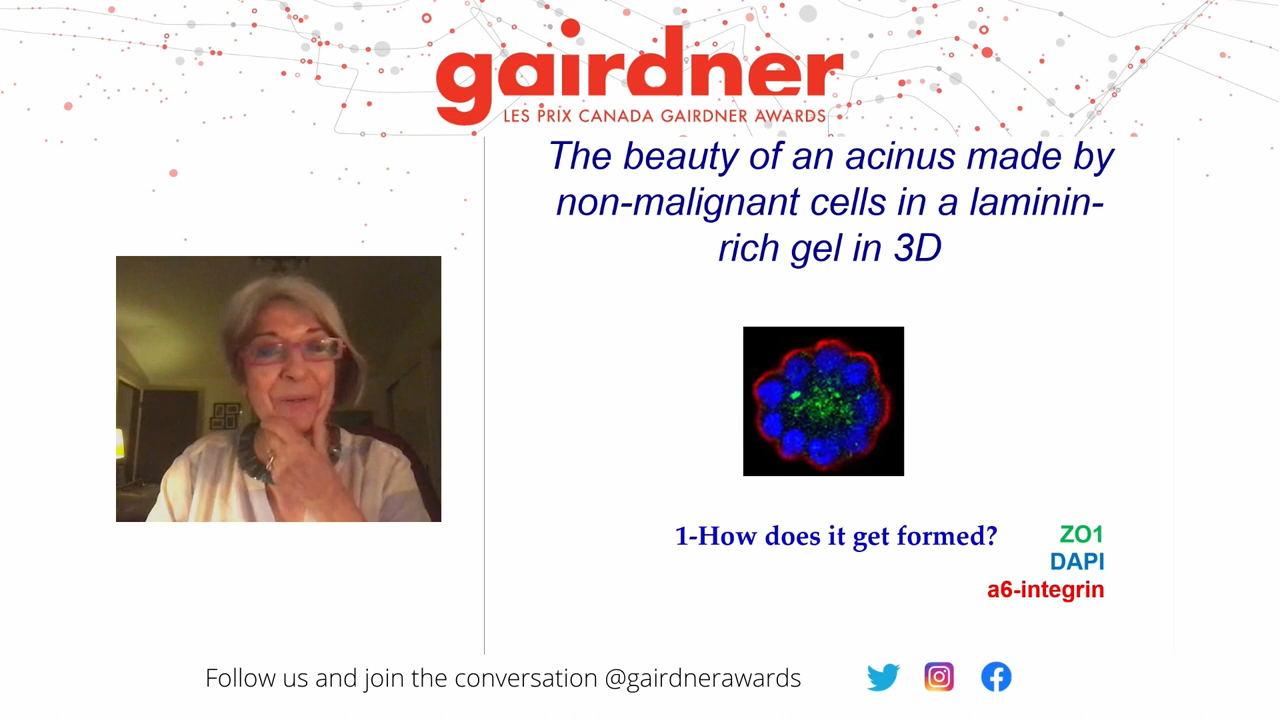 gairdner
LES PRIX CANADA GAIRDNER AWARDS
The beauty of an acinus made by
non-malignant cells in a laminin-
rich gel in 3D
1-How does it get formed?
ZO1
DAPI
a6-integrin
Follow us and join the conversation @gairdnerawards